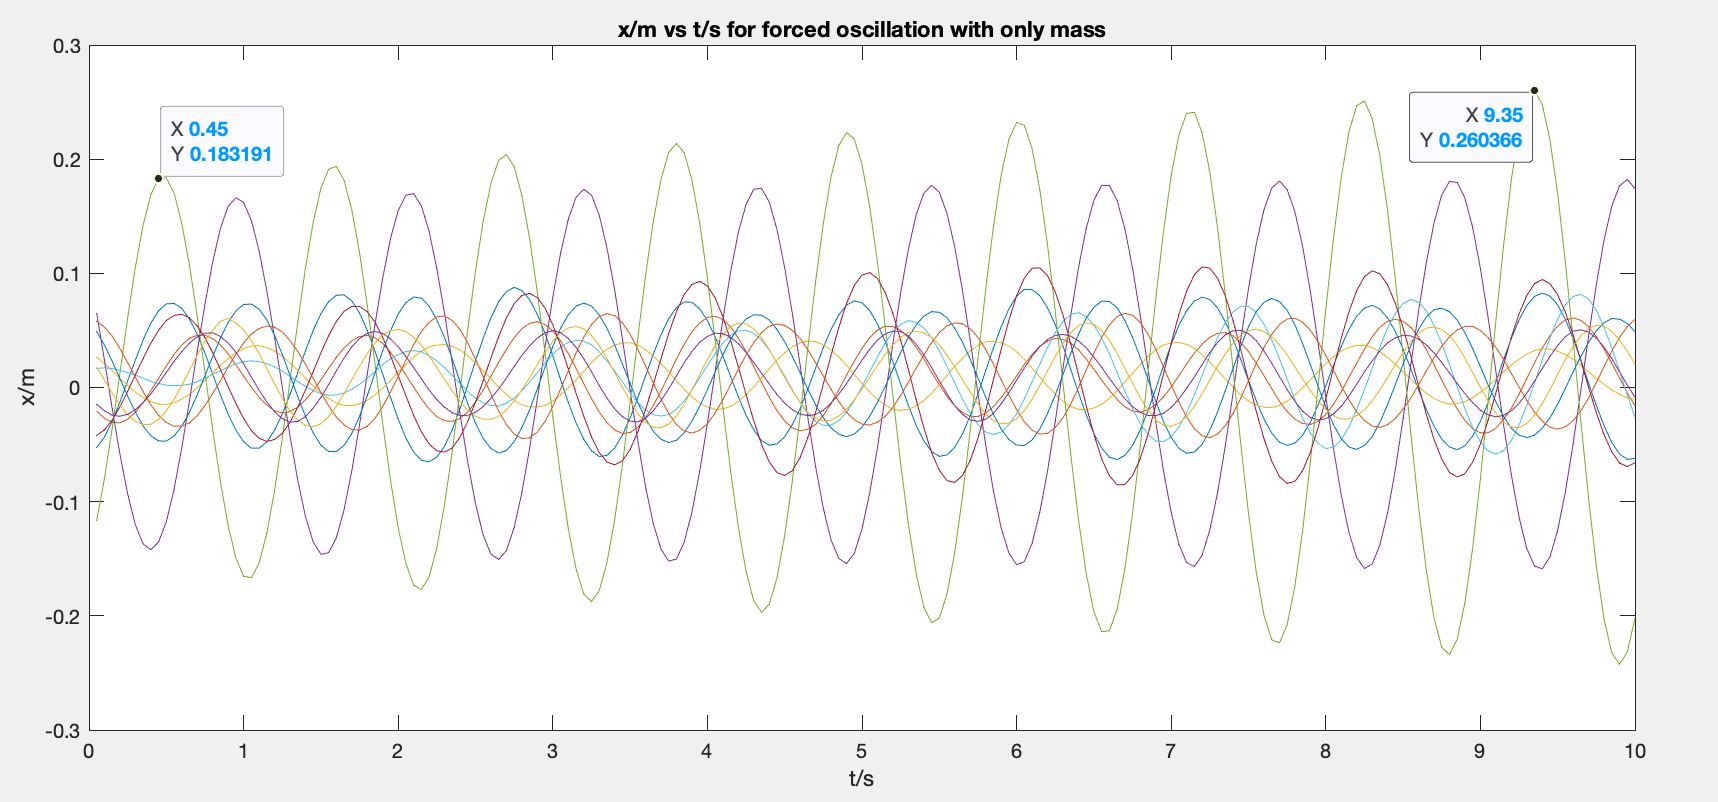 x/m vs t/s for forced oscillation with only mass
0.3
0.2
0.1
0
-0.1
-0.2
-0.3
x/m
X 0.45
Y 0.183191
X 9.35
Y 0.260366
0 1 2 3 4 5 6 7 8 9 10
t/s